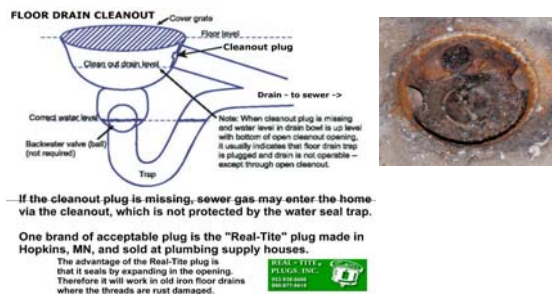 FLOOR DRAIN CLEANOUT
Cover grate
Floor level
Cleanout plug
Clean out drain level
Drain - to sewer ->
Correct water level
Note: When cleanout plug is missing
and water level in drain bowl is up level
with bottom of open cleanout opening,
it usually indicates that floor drain trap
is plugged and drain is not operable –
except through open cleanout.
Backwater valve (ball)
(not required)
Trap
If the cleanout plug is missing, sewer gas may enter the home
via the cleanout, which is not protected by the water seal trap.
One brand of acceptable plug is the "Real-Tite" plug made in
Hopkins, MN, and sold at plumbing supply houses.
The advantage of the Real-Tite plug is
that it seals by expanding in the opening.
Therefore it will work in old iron floor drains
where the threads are rust damaged.
REAL-TITE
PLUGS, INC.